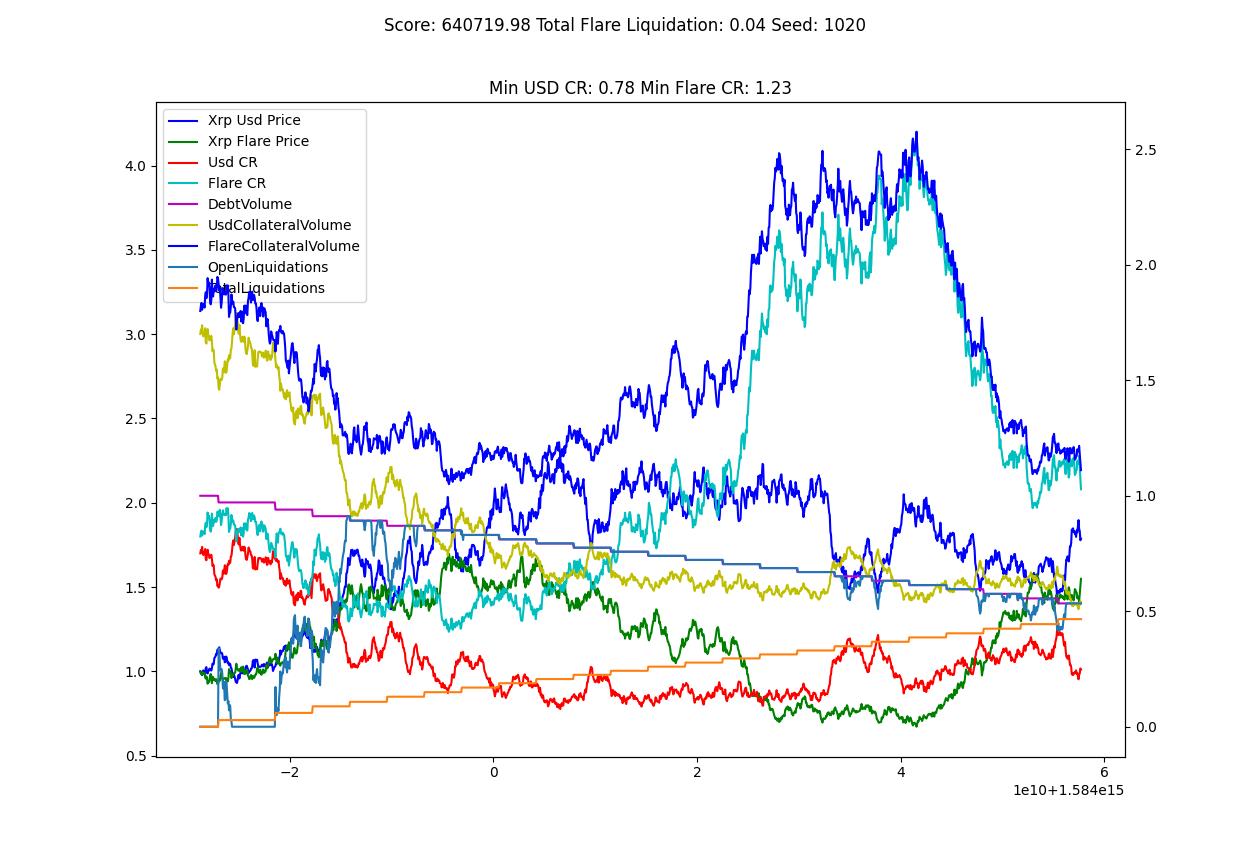 Score: 640719.98 Total Flare Liquidation: 0.04 Seed: 1020
Min USD CR: 0.78 Min Flare CR: 1.23
Xrp Usd Price
Xrp Flare Price
Usd CR
Flare CR
DebtVolume
UsdCollateralVolume
FlareCollateralVolume
OpenLiquidations
TotalLiquidations
4.0
3.5
3.0
2.5
2.0
1.5
1.0
0.5
2.5
2.0
1.5
1.0
0.5
0.0
−2 0 2 4 6
1e10+1.584e15